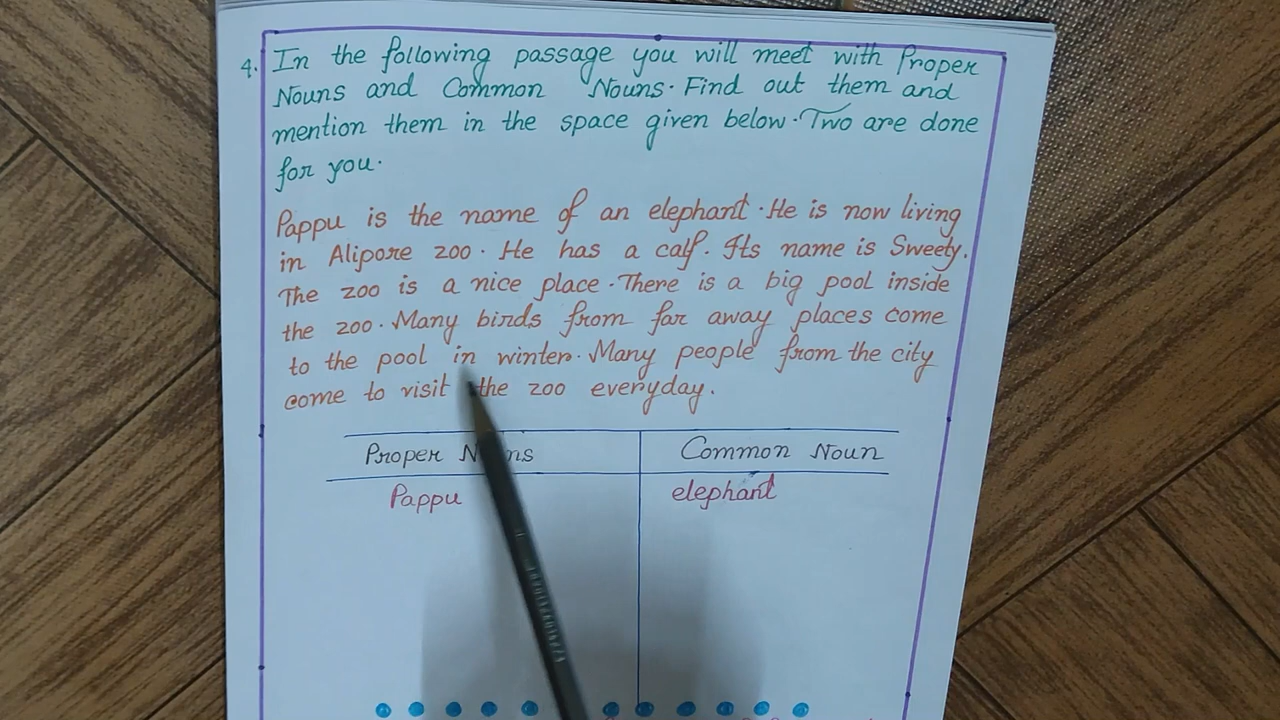 4. In the following passage you will meet with Proper
Nouns and Common Nouns. Find out them and
mention them in the space given below. Two are done
for you.
Pappu is the name of an elephant. He is now living
in Alipore zoo. He has a calf. Its name is Sweety.
The zoo is a nice place. There is a big pool inside
the zoo. Many birds from far away places come
to the pool in winter. Many people from the city
come to visit the zoo everyday.
Proper Nouns Common Noun
Pappu elephant